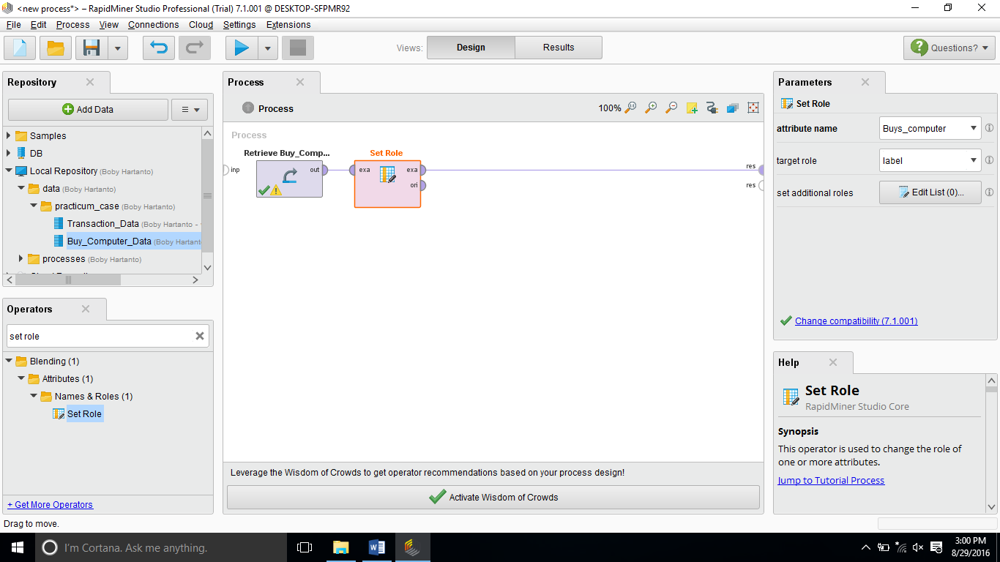 <new process*> – RapidMiner Studio Professional (Trial) 7.1.001 @ DESKTOP-SFPMR92
File Edit Process View Connections Cloud Settings Extensions
Views: Design Results Questions?
Repository
Add Data
Samples
DB
Local Repository (Boby Hartanto)
data (Boby Hartanto)
practicum_case (Boby Hartanto)
Transaction_Data (Boby Hartanto -
Buy_Computer_Data (Boby Hartant
processes (Boby Hartanto)
Operators
set role
Blending (1)
Attributes (1)
Names & Roles (1)
Set Role
+ Get More Operators
Drag to move.
Process
Process
100%
Process
Retrieve Buy_Comp...
Set Role
inp
out
exa
exa
ori
res
res
Leverage the Wisdom of Crowds to get operator recommendations based on your process design!
Activate Wisdom of Crowds
Parameters
Set Role
attribute name Buys_computer
target role label
set additional roles Edit List (0)...
Change compatibility (7.1.001)
Help
Set Role
RapidMiner Studio Core
Synopsis
This operator is used to change the role of
one or more attributes.
Jump to Tutorial Process
I'm Cortana. Ask me anything.
3:00 PM
8/29/2016